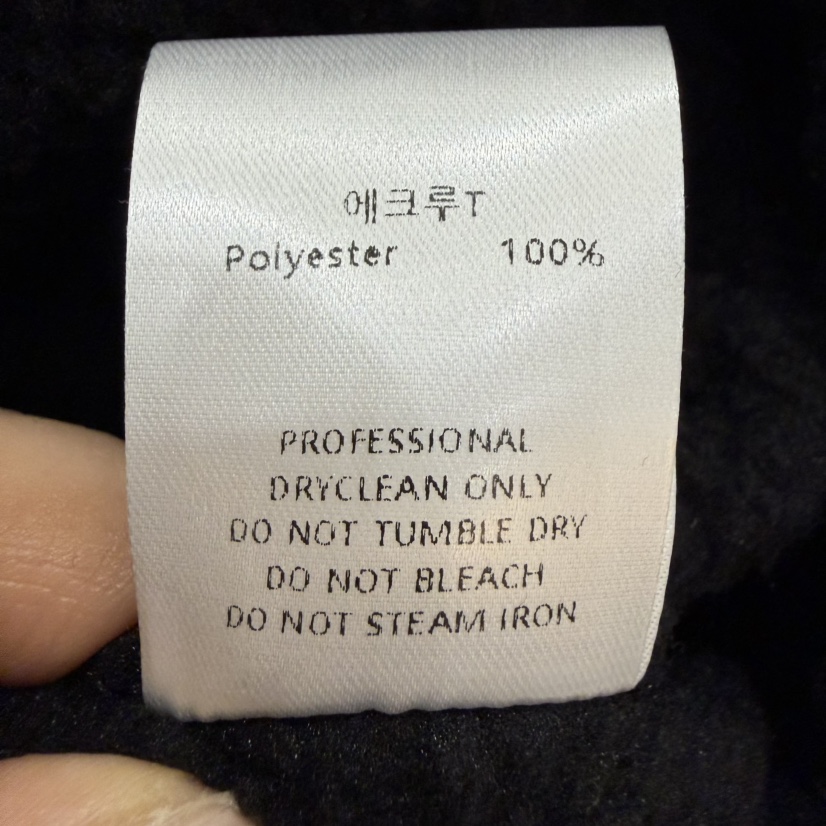 에크루T
Polyester 100%
PROFESSIONAL
DRYCLEAN ONLY
DO NOT TUMBLE DRY
DO NOT BLEACH
DO NOT STEAM IRON